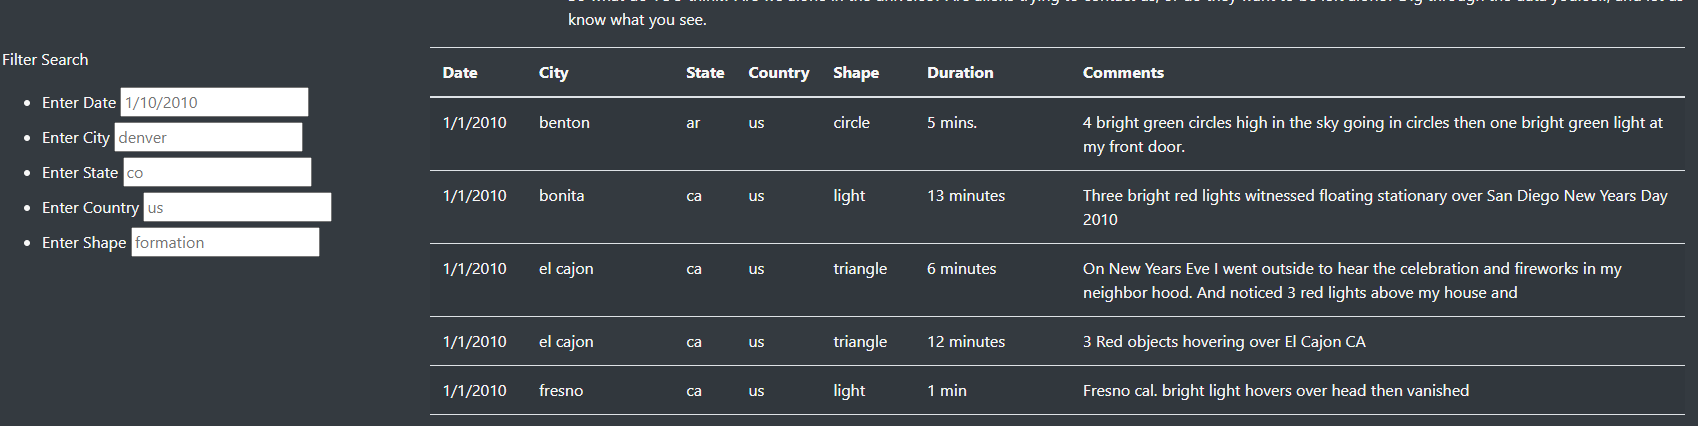 know what you see.
Filter Search
Enter Date 1/10/2010
Enter City denver
Enter State co
Enter Country us
Enter Shape formation
Date City State Country Shape Duration Comments
1/1/2010 benton ar us circle 5 mins. 4 bright green circles high in the sky going in circles then one bright green light at
my front door.
1/1/2010 bonita ca us light 13 minutes Three bright red lights witnessed floating stationary over San Diego New Years Day
2010
1/1/2010 el cajon ca us triangle 6 minutes On New Years Eve I went outside to hear the celebration and fireworks in my
neighbor hood. And noticed 3 red lights above my house and
1/1/2010 el cajon ca us triangle 12 minutes 3 Red objects hovering over El Cajon CA
1/1/2010 fresno ca us light 1 min Fresno cal. bright light hovers over head then vanished